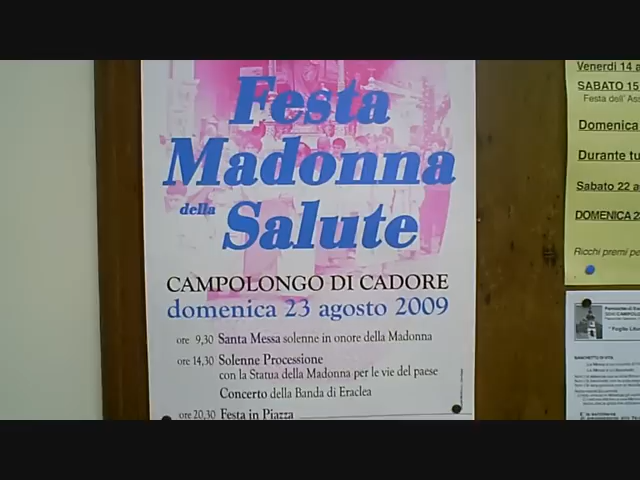 Festa
Madonna
della
Salute
CAMPOLONGO DI CADORE
domenica 23 agosto 2009
ore 9,30 Santa Messa solenne in onore della Madonna
ore 14,30 Solenne Processione
con la Statua della Madonna per le vie del paese
Concerto della Banda di Eraclea
ore 20,30 Festa in Piazza
Venerdì 14 a
SABATO 15
Festa dell' Ass
Domenica
Durante tu
Sabato 22 a
DOMENICA 23
Ricchi premi pe